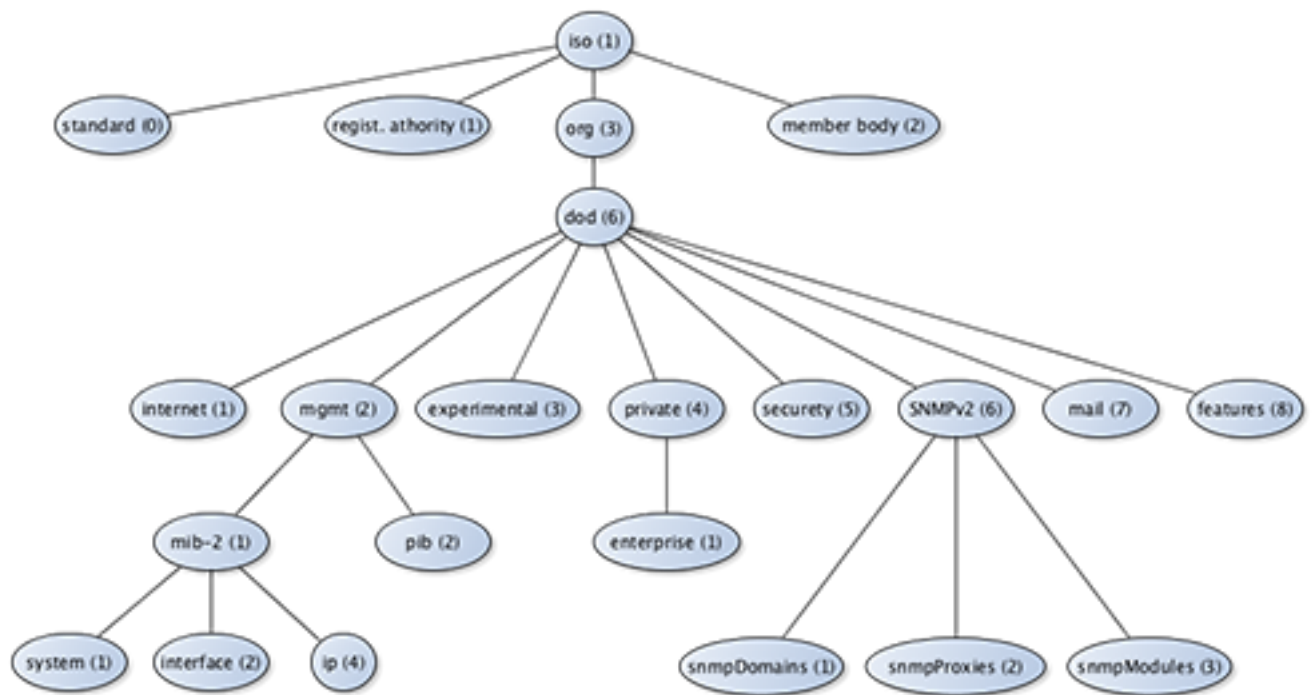 iso (1)
standard (0)
regist. athority (1)
org (3)
member body (2)
dod (6)
internet (1)
mgmt (2)
experimental (3)
private (4)
securety (5)
SNMPv2 (6)
mail (7)
features (8)
mib-2 (1)
pib (2)
enterprise (1)
system (1)
interface (2)
ip (4)
snmpDomains (1)
snmpProxies (2)
snmpModules (3)